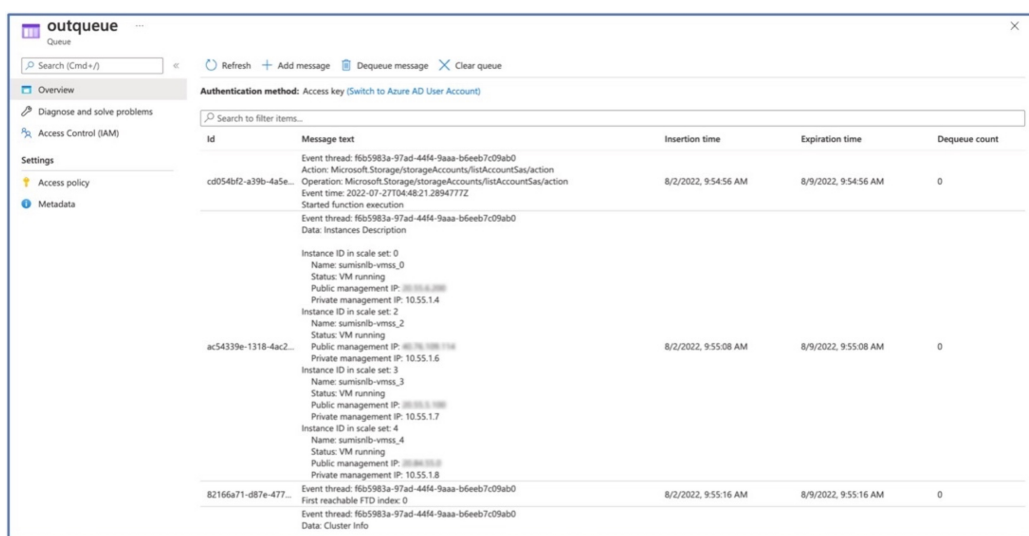 outqueue ...
Queue
Search (Cmd+/)
«
Overview
Diagnose and solve problems
Access Control (IAM)
Settings
Access policy
Metadata
Refresh Add message Dequeue message Clear queue
Authentication method: Access key (Switch to Azure AD User Account)
Search to filter items...
Id Message text Insertion time Expiration time Dequeue count
Event thread: f6b5983a-97ad-44f4-9aaa-b6eeb7c09ab0
Action: Microsoft.Storage/storageAccounts/listAccountSas/action
cd054bf2-a39b-4a5e... Operation: Microsoft.Storage/storageAccounts/listAccountSas/action 8/2/2022, 9:54:56 AM 8/9/2022, 9:54:56 AM 0
Event time: 2022-07-27T04:48:21.2894777Z
Started function execution
Event thread: f6b5983a-97ad-44f4-9aaa-b6eeb7c09ab0
Data: Instances Description
Instance ID in scale set: 0
Name: sumisnlb-vmss_0
Status: VM running
Public management IP:
Private management IP: 10.55.1.4
Instance ID in scale set: 2
Name: sumisnlb-vmss_2
Status: VM running
ac54339e-1318-4ac2... Public management IP: 8/2/2022, 9:55:08 AM 8/9/2022, 9:55:08 AM 0
Private management IP: 10.55.1.6
Instance ID in scale set: 3
Name: sumisnlb-vmss_3
Status: VM running
Public management IP:
Private management IP: 10.55.1.7
Instance ID in scale set: 4
Name: sumisnlb-vmss_4
Status: VM running
Public management IP:
Private management IP: 10.55.1.8
Event thread: f6b5983a-97ad-44f4-9aaa-b6eeb7c09ab0
82166a71-d87e-477... First reachable FTD index: 0 8/2/2022, 9:55:16 AM 8/9/2022, 9:55:16 AM 0
Event thread: f6b5983a-97ad-44f4-9aaa-b6eeb7c09ab0
Data: Cluster Info